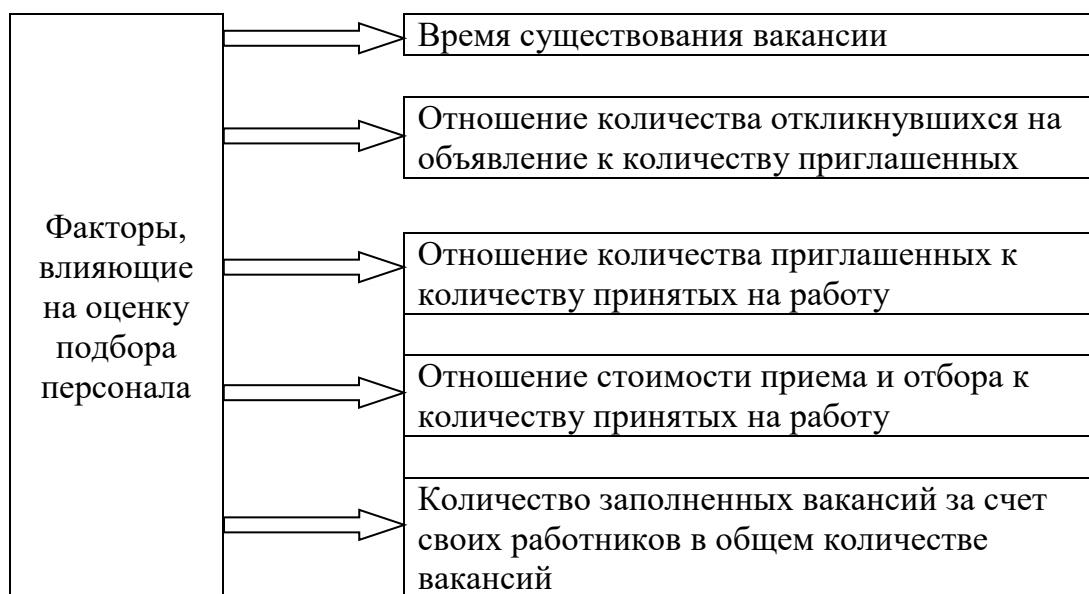 Факторы,
влияющие
на оценку
подбора
персонала
Время существования вакансии
Отношение количества откликнувшихся на
объявление к количеству приглашенных
Отношение количества приглашенных к
количеству принятых на работу
Отношение стоимости приема и отбора к
количеству принятых на работу
Количество заполненных вакансий за счет
своих работников в общем количестве
вакансий